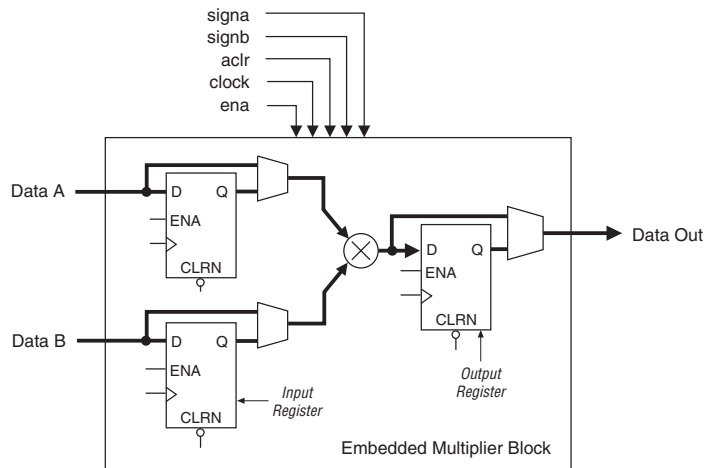 signa
signb
aclr
clock
ena
Data A
D Q
ENA
CLRN
Data B
D Q
ENA
CLRN
Input
Register
D Q
ENA
CLRN
Output
Register
Data Out
Embedded Multiplier Block